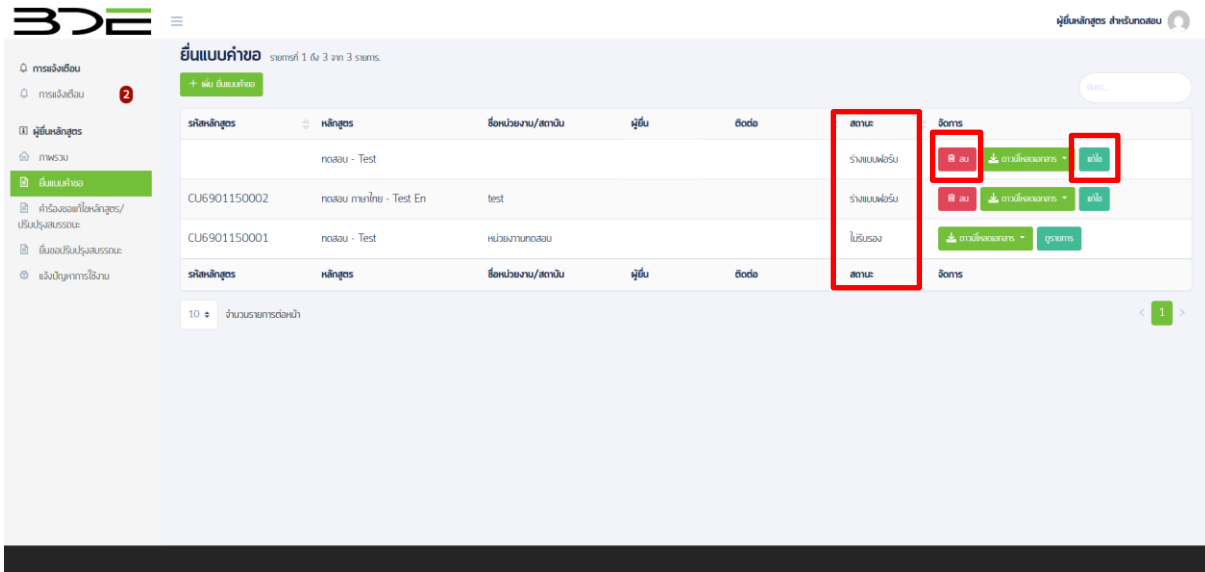 BDE
ผู้ยื่นหลักสูตร สำหรับทดสอบ
การแจ้งเตือน
การแจ้งเตือน 2
ผู้ยื่นหลักสูตร
ภาพรวม
ยื่นแบบคำขอ
คำร้องขอแก้ไขหลักสูตร/
ปรับปรุงสมรรถนะ
ยื่นขอปรับปรุงสมรรถนะ
แจ้งปัญหาการใช้งาน
ยื่นแบบคำขอ รายการที่ 1 ถึง 3 จาก 3 รายการ.
+ เพิ่ม ยื่นแบบคำขอ
ค้นหา...
รหัสหลักสูตร หลักสูตร ชื่อหน่วยงาน/สถาบัน ผู้ยื่น ติดต่อ สถานะ จัดการ
ทดสอบ - Test ร่างแบบฟอร์ม ลบ ดาวน์โหลดเอกสาร แก้ไข
CU6901150002 ทดสอบ ภาษาไทย - Test En test ร่างแบบฟอร์ม ลบ ดาวน์โหลดเอกสาร แก้ไข
CU6901150001 ทดสอบ - Test หน่วยงานทดสอบ ไม่รับรอง ดาวน์โหลดเอกสาร ดูรายการ
รหัสหลักสูตร หลักสูตร ชื่อหน่วยงาน/สถาบัน ผู้ยื่น ติดต่อ สถานะ จัดการ
10 จำนวนรายการต่อหน้า
< 1 >